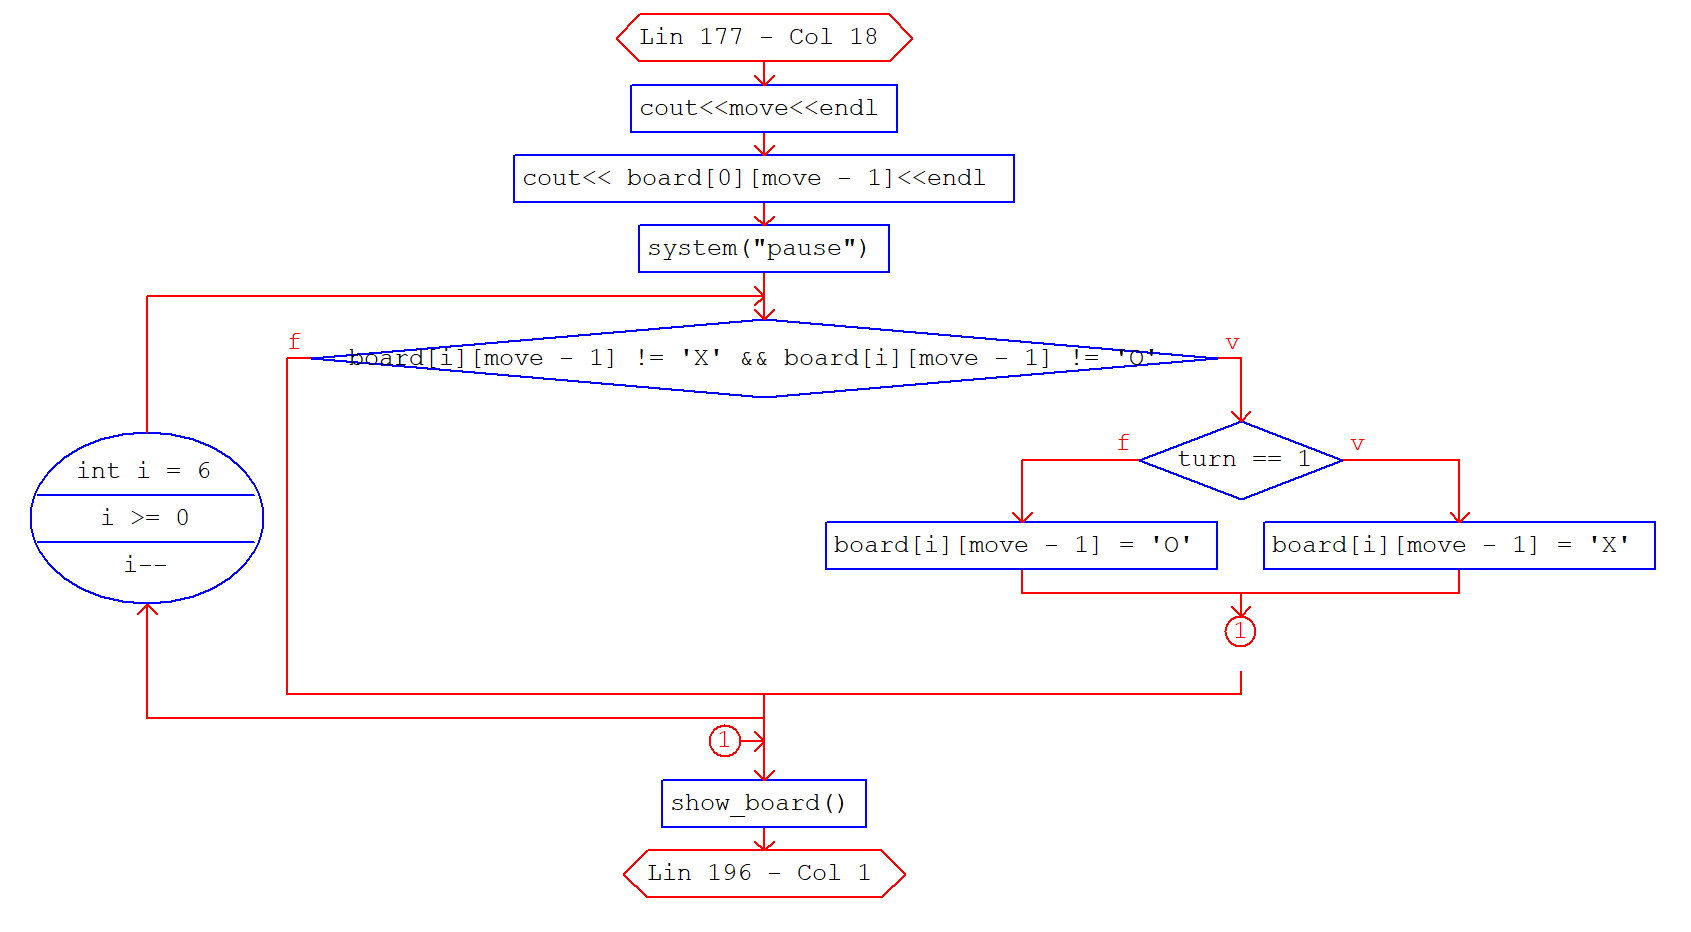 Lin 177 - Col 18
cout<<move<<endl
cout<< board[0][move - 1]<<endl
system("pause")
f
v
board[i][move - 1] != 'X' && board[i][move - 1] != 'O'
int i = 6
i >= 0
i--
f
v
turn == 1
board[i][move - 1] = 'O'
board[i][move - 1] = 'X'
1
1
show_board()
Lin 196 - Col 1